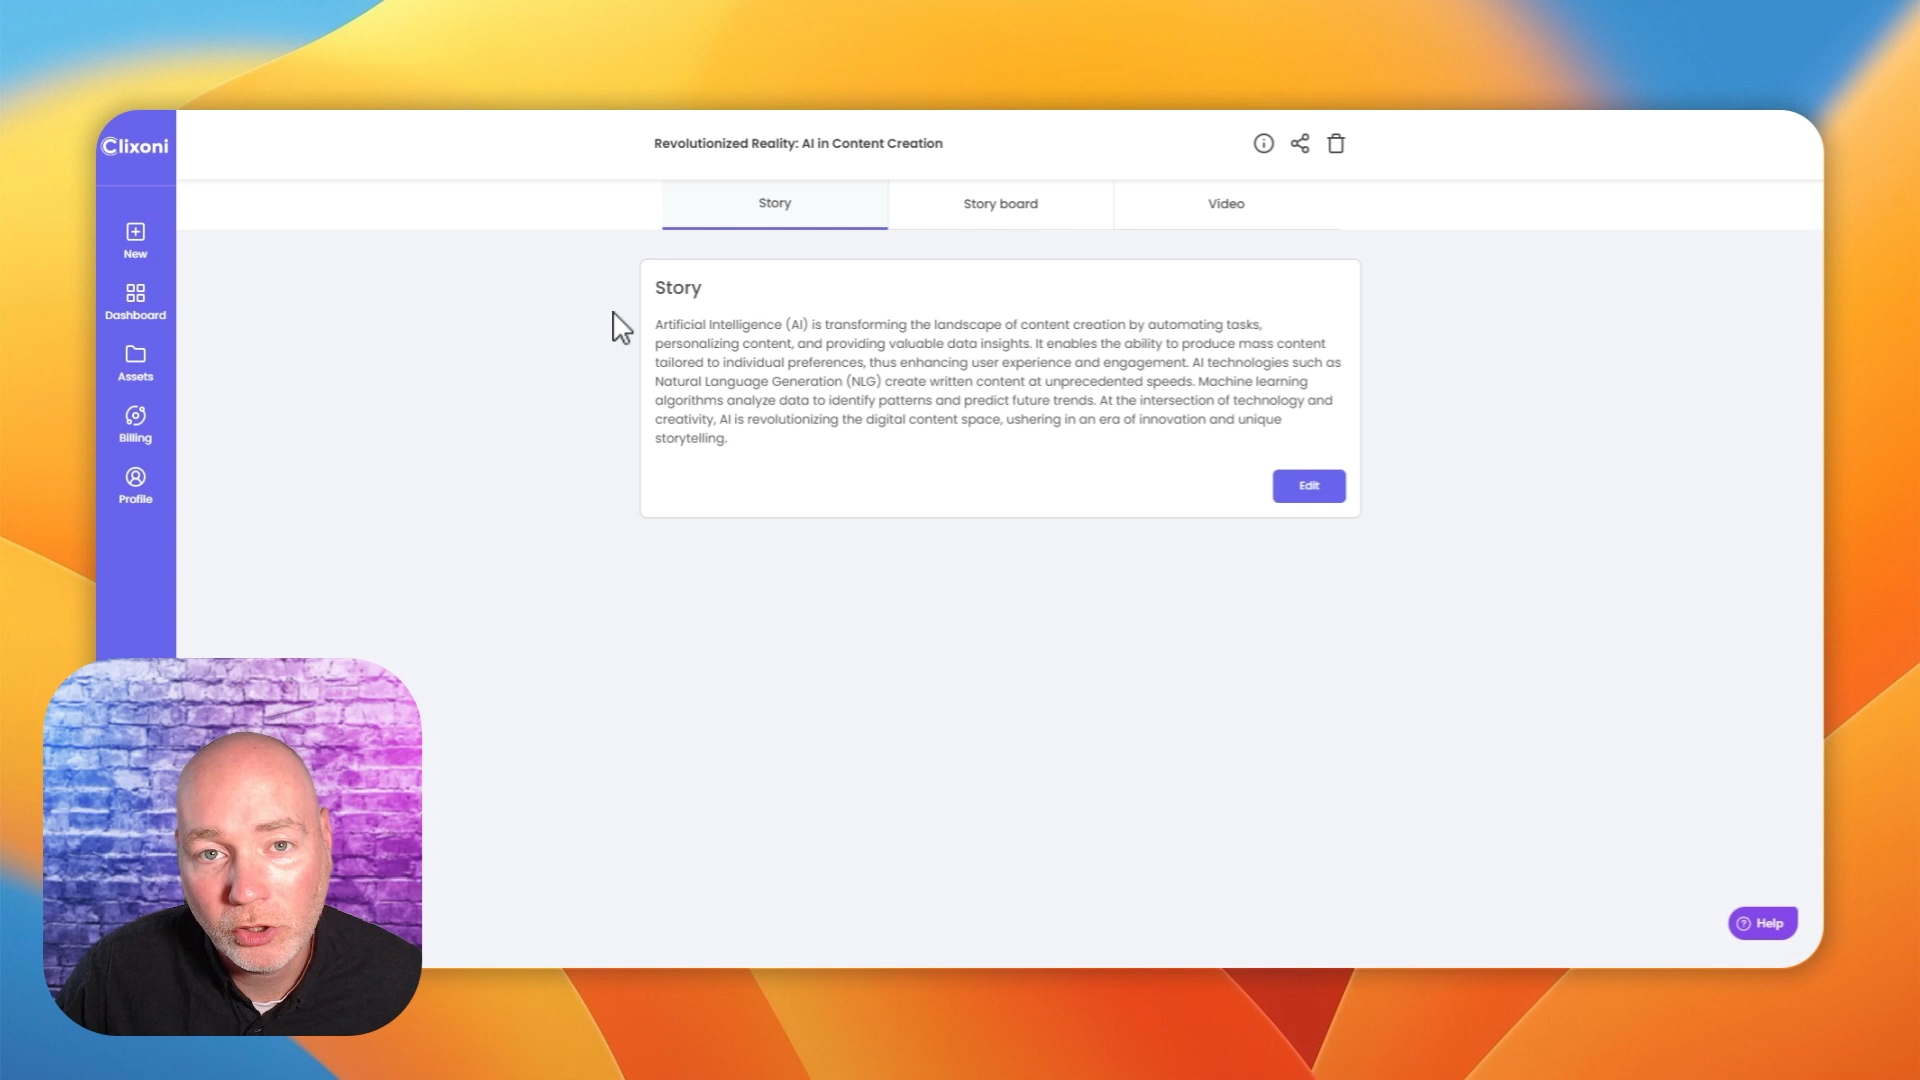 Clixoni
New
Dashboard
Assets
Billing
Profile
Revolutionized Reality: AI in Content Creation
Story
Story board
Video
Story
Artificial Intelligence (AI) is transforming the landscape of content creation by automating tasks,
personalizing content, and providing valuable data insights. It enables the ability to produce mass content
tailored to individual preferences, thus enhancing user experience and engagement. AI technologies such as
Natural Language Generation (NLG) create written content at unprecedented speeds. Machine learning
algorithms analyze data to identify patterns and predict future trends. At the intersection of technology and
creativity, AI is revolutionizing the digital content space, ushering in an era of innovation and unique
storytelling.
Edit
Help